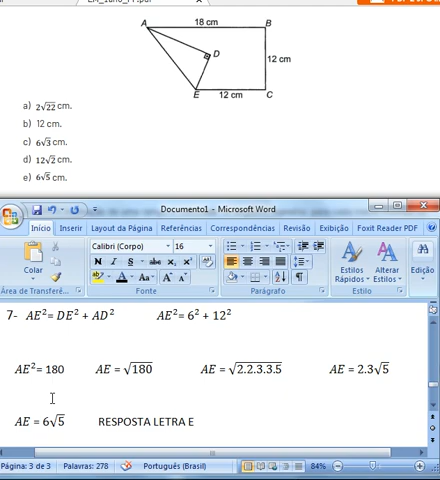 EM_1ano_PP.pdf
A 18 cm B
D
12 cm
E 12 cm C
a) 2√22 cm.
b) 12 cm.
c) 6√3 cm.
d) 12√2 cm.
e) 6√5 cm.
Documento1 - Microsoft Word
Início Inserir Layout da Página Referências Correspondências Revisão Exibição Foxit Reader PDF
Calibri (Corpo) 16
Colar
Estilos Rápidos
Alterar Estilos
Edição
Área de Transferê... Fonte Parágrafo Estilo
7- AE²= DE² + AD² AE²= 6² + 12²
AE²= 180 AE = √180 AE = √2.2.3.3.5 AE = 2.3√5
AE = 6√5 RESPOSTA LETRA E
Página: 3 de 3 Palavras: 278 Português (Brasil) 84%